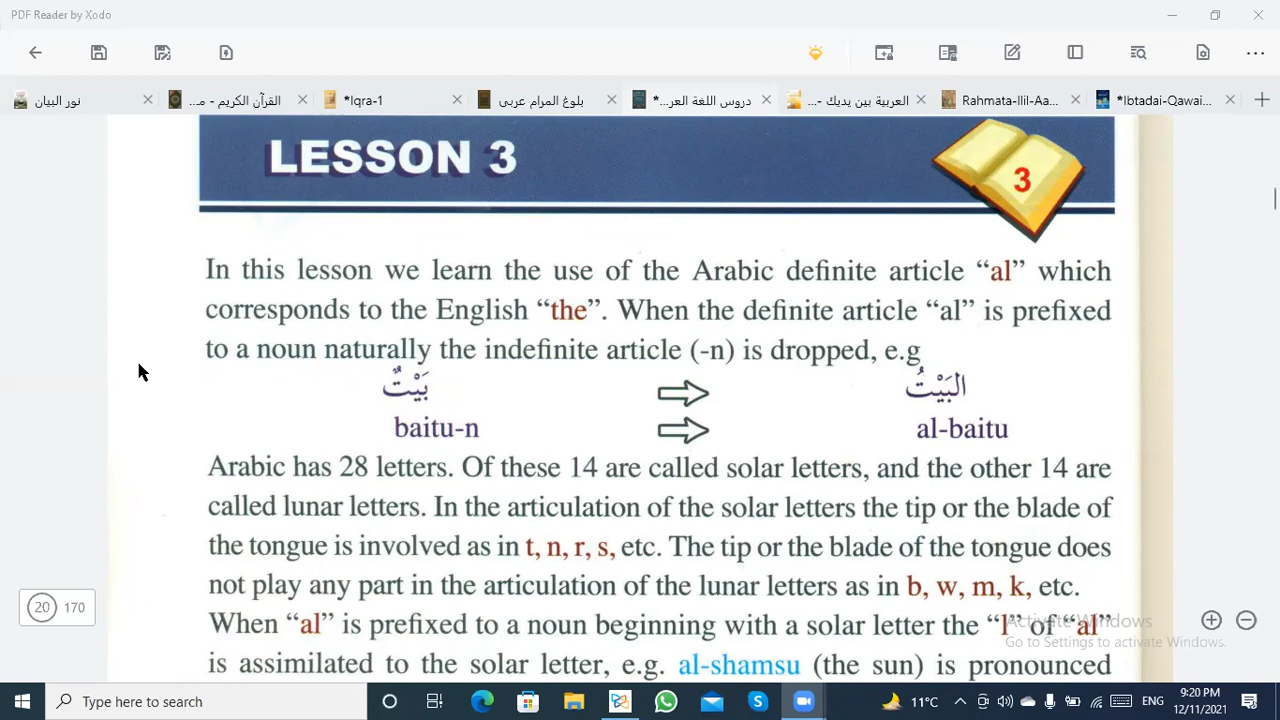 PDF Reader by Xodo
نور البيان
القرآن الكريم - مـ...
*Iqra-1
بلوغ المرام عربي
دروس اللغة العر...*
العربية بين يديك - ...
Rahmata-Ilil-Aa...
*Ibtadai-Qawai...
LESSON 3
3
In this lesson we learn the use of the Arabic definite article “al” which
corresponds to the English “the”. When the definite article “al” is prefixed
to a noun naturally the indefinite article (-n) is dropped, e.g
بَيْتٌ ⇨ البَيْتُ
baitu-n ⇨ al-baitu
Arabic has 28 letters. Of these 14 are called solar letters, and the other 14 are
called lunar letters. In the articulation of the solar letters the tip or the blade of
the tongue is involved as in t, n, r, s, etc. The tip or the blade of the tongue does
not play any part in the articulation of the lunar letters as in b, w, m, k, etc.
When “al” is prefixed to a noun beginning with a solar letter the “l” of “al”
is assimilated to the solar letter, e.g. al-shamsu (the sun) is pronounced
20 170
Activate Windows
Go to Settings to activate Windows.
Type here to search
11°C
ENG
9:20 PM
12/11/2021